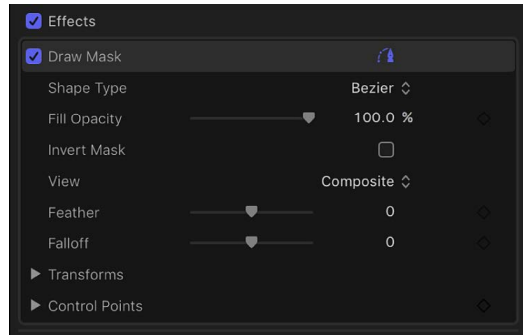 Effects
Draw Mask
Shape Type Bezier
Fill Opacity 100.0 %
Invert Mask
View Composite
Feather 0
Falloff 0
Transforms
Control Points